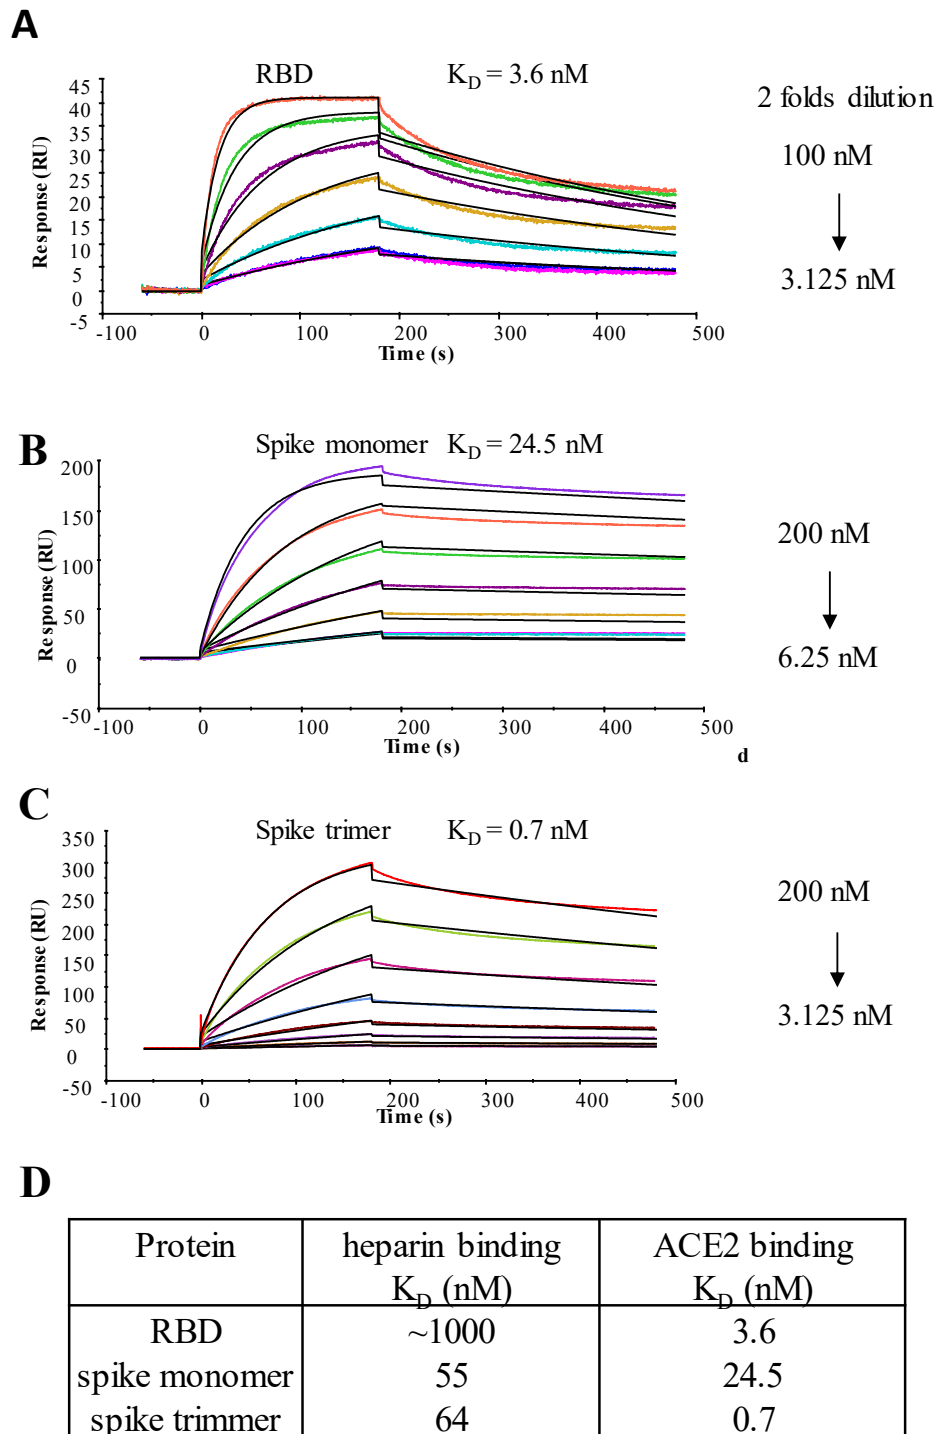 A
RBD K_D = 3.6 nM
2 folds dilution
100 nM
3.125 nM
45
40
35
30
25
20
15
10
5
0
-5
Response (RU)
-100 0 100 200 300 400 500
Time (s)
B
Spike monomer K_D = 24.5 nM
200 nM
6.25 nM
200
150
100
50
0
-50
Response (RU)
-100 0 100 200 300 400 500
Time (s)
d
C
Spike trimer K_D = 0.7 nM
200 nM
3.125 nM
350
300
250
200
150
100
50
0
-50
Response (RU)
-100 0 100 200 300 400 500
Time (s)
D
Protein heparin binding K_D (nM) ACE2 binding K_D (nM)
RBD ~1000 3.6
spike monomer 55 24.5
spike trimmer 64 0.7